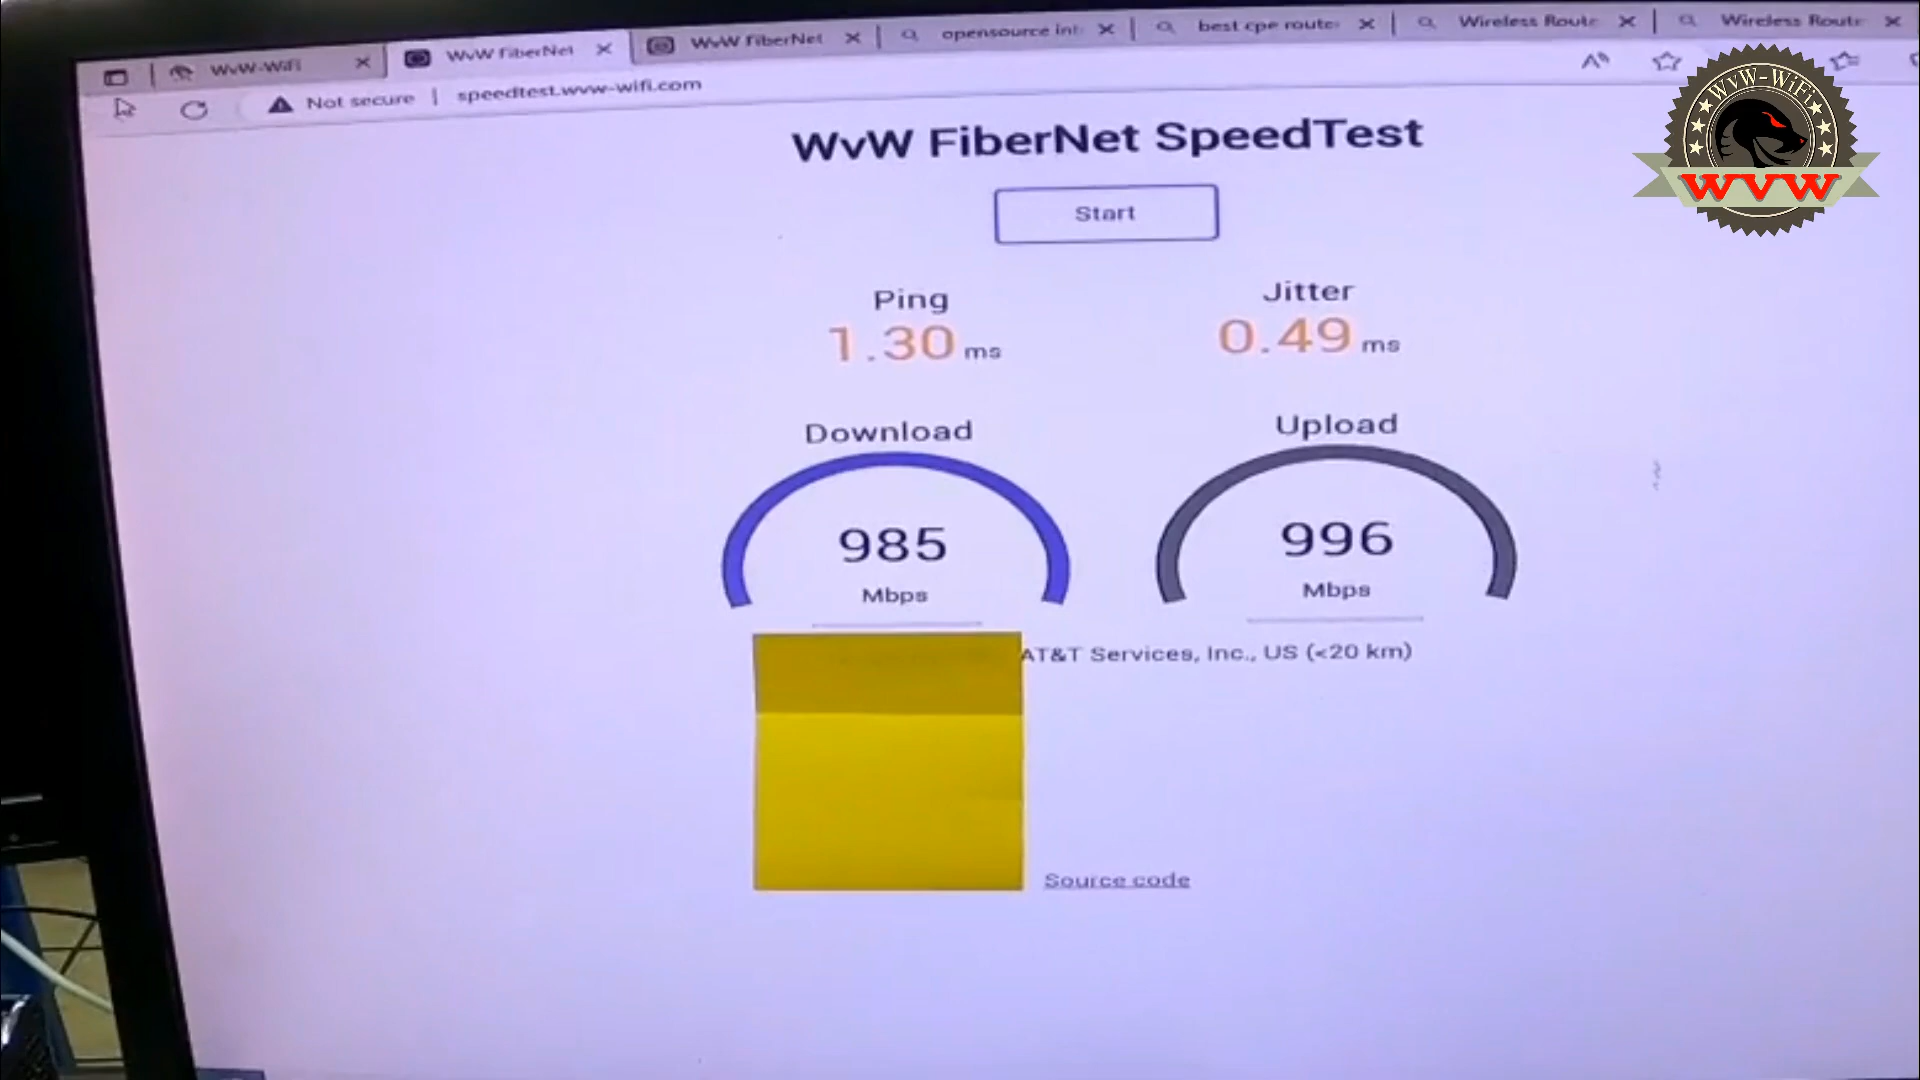 WvW-WiFi
WvW FiberNet
WvW FiberNet
opensource int
best cpe route
Wireless Route
Wireless Route
Not secure | speedtest.wvw-wifi.com
WvW-WiFi
WVW
WvW FiberNet SpeedTest
Start
Ping
1.30 ms
Jitter
0.49 ms
Download
985
Mbps
Upload
996
Mbps
AT&T Services, Inc., US (<20 km)
Source code